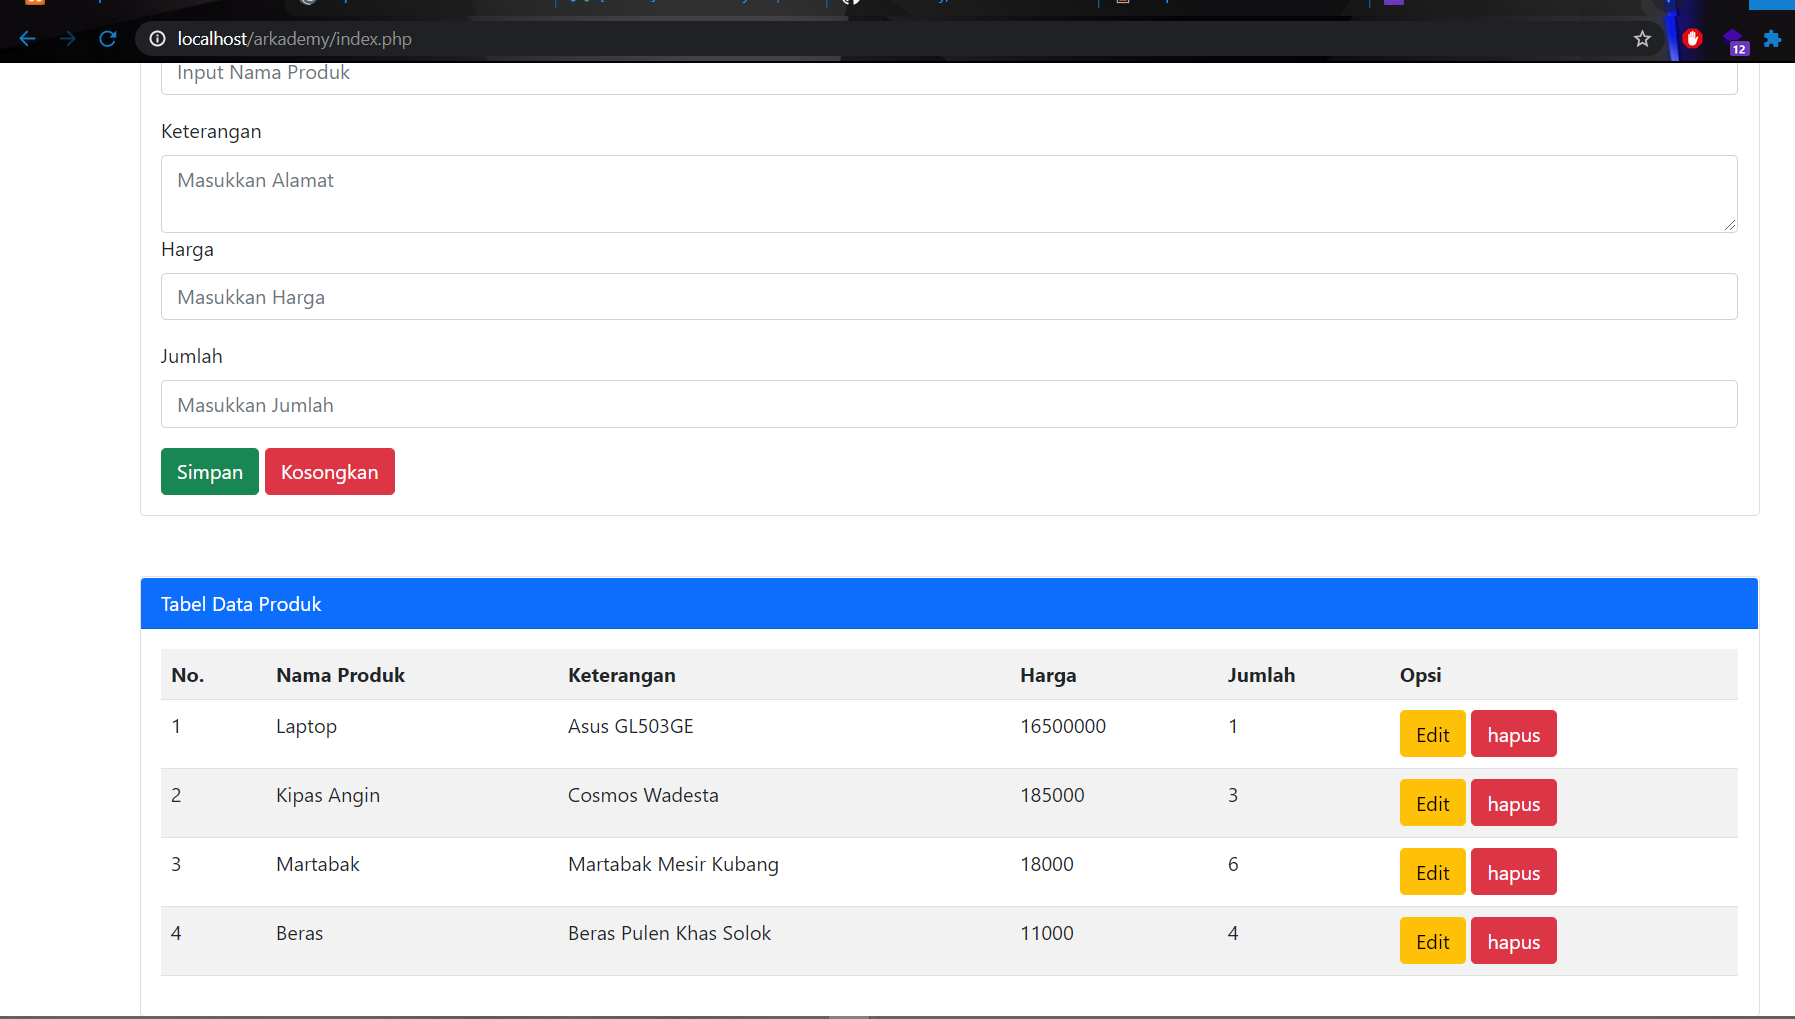 localhost/arkademy/index.php
12
Input Nama Produk
Keterangan
Masukkan Alamat
Harga
Masukkan Harga
Jumlah
Masukkan Jumlah
Simpan Kosongkan
Tabel Data Produk
No. Nama Produk Keterangan Harga Jumlah Opsi
1 Laptop Asus GL503GE 16500000 1 Edit hapus
2 Kipas Angin Cosmos Wadesta 185000 3 Edit hapus
3 Martabak Martabak Mesir Kubang 18000 6 Edit hapus
4 Beras Beras Pulen Khas Solok 11000 4 Edit hapus